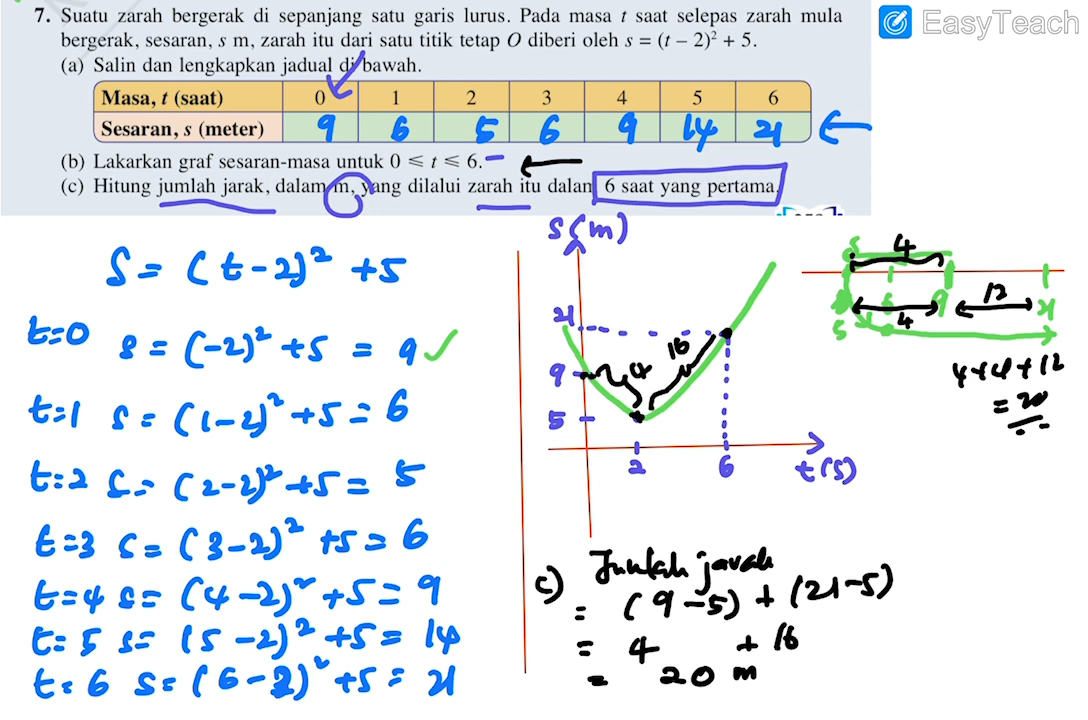 7. Suatu zarah bergerak di sepanjang satu garis lurus. Pada masa t saat selepas zarah mula
bergerak, sesaran, s m, zarah itu dari satu titik tetap O diberi oleh s = (t – 2)² + 5.
EasyTeach
(a) Salin dan lengkapkan jadual di bawah.
Masa, t (saat) 0 1 2 3 4 5 6
Sesaran, s (meter) 9 6 5 6 9 14 21
(b) Lakarkan graf sesaran-masa untuk 0 ⩽ t ⩽ 6.
(c) Hitung jumlah jarak, dalam m, yang dilalui zarah itu dalam 6 saat yang pertama.
S = (t-2)² +5
t=0 s = (-2)² +5 = 9 ✓
t=1 s = (1-2)² +5 = 6
t=2 s = (2-2)² +5 = 5
t=3 s = (3-2)² +5 = 6
t=4 s = (4-2)² +5 = 9
t=5 s= (5-2)² +5 = 14
t=6 s= (6-2)² +5 = 21
s(m)
21
9
5
4
16
2
6
t(s)
4
5
9
4
12
21
4+4+12
= 20
c) Jumlah jarak
= (9-5) + (21-5)
= 4 + 16
= 20 m